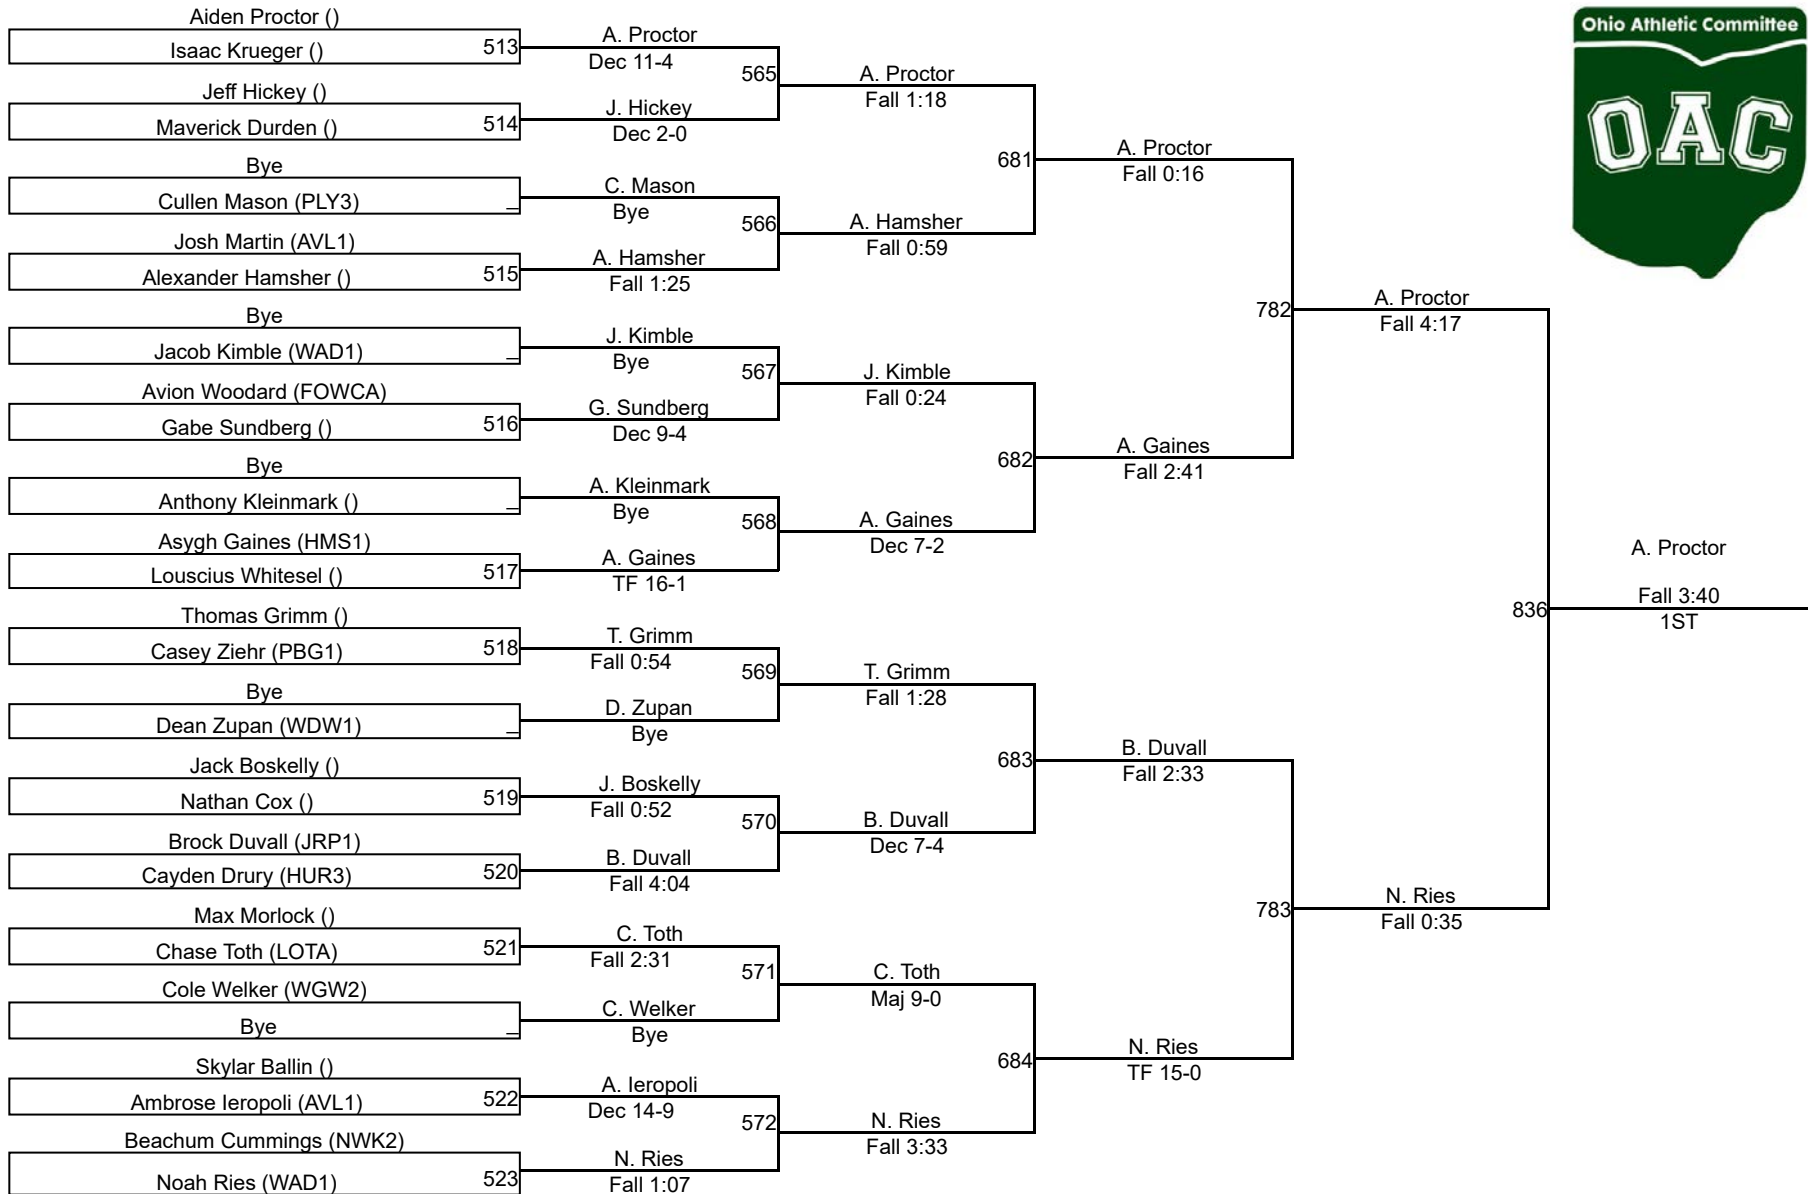 Aiden Proctor ()
Isaac Krueger ()
513
Jeff Hickey ()
Maverick Durden ()
514
Bye
Cullen Mason (PLY3)
_
Josh Martin (AVL1)
Alexander Hamsher ()
515
Bye
Jacob Kimble (WAD1)
_
Avion Woodard (FOWCA)
Gabe Sundberg ()
516
Bye
Anthony Kleinmark ()
_
Asygh Gaines (HMS1)
Louscius Whitesel ()
517
Thomas Grimm ()
Casey Ziehr (PBG1)
518
Bye
Dean Zupan (WDW1)
_
Jack Boskelly ()
Nathan Cox ()
519
Brock Duvall (JRP1)
Cayden Drury (HUR3)
520
Max Morlock ()
Chase Toth (LOTA)
521
Cole Welker (WGW2)
Bye
_
Skylar Ballin ()
Ambrose Ieropoli (AVL1)
522
Beachum Cummings (NWK2)
Noah Ries (WAD1)
523
A. Proctor
Dec 11-4
565
J. Hickey
Dec 2-0
C. Mason
Bye
566
A. Hamsher
Fall 1:25
J. Kimble
Bye
567
G. Sundberg
Dec 9-4
A. Kleinmark
Bye
568
A. Gaines
TF 16-1
T. Grimm
Fall 0:54
569
D. Zupan
Bye
J. Boskelly
Fall 0:52
570
B. Duvall
Fall 4:04
C. Toth
Fall 2:31
571
C. Welker
Bye
A. Ieropoli
Dec 14-9
572
N. Ries
Fall 1:07
A. Proctor
Fall 1:18
681
A. Hamsher
Fall 0:59
J. Kimble
Fall 0:24
682
A. Gaines
Dec 7-2
T. Grimm
Fall 1:28
683
B. Duvall
Dec 7-4
C. Toth
Maj 9-0
684
N. Ries
Fall 3:33
A. Proctor
Fall 0:16
782
A. Gaines
Fall 2:41
B. Duvall
Fall 2:33
783
N. Ries
TF 15-0
A. Proctor
Fall 4:17
836
N. Ries
Fall 0:35
A. Proctor
Fall 3:40
1ST
Ohio Athletic Committee
OAC